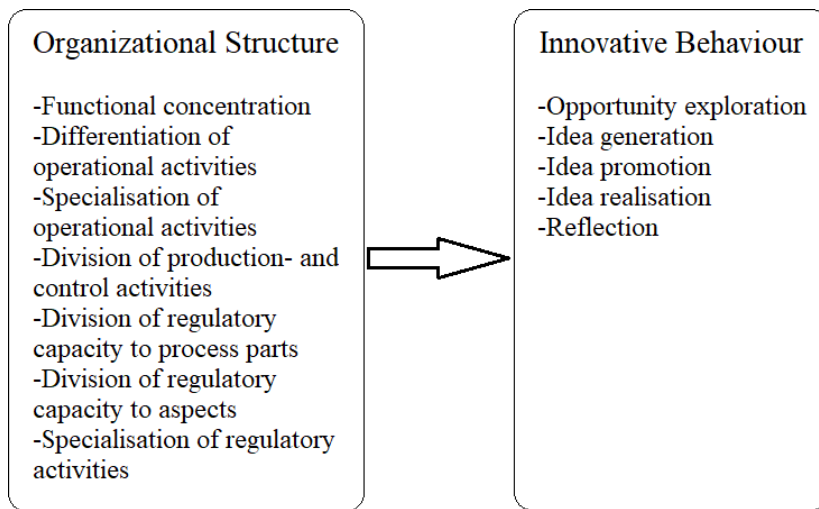 Organizational Structure
-Functional concentration
-Differentiation of
operational activities
-Specialisation of
operational activities
-Division of production- and
control activities
-Division of regulatory
capacity to process parts
-Division of regulatory
capacity to aspects
-Specialisation of regulatory
activities
Innovative Behaviour
-Opportunity exploration
-Idea generation
-Idea promotion
-Idea realisation
-Reflection